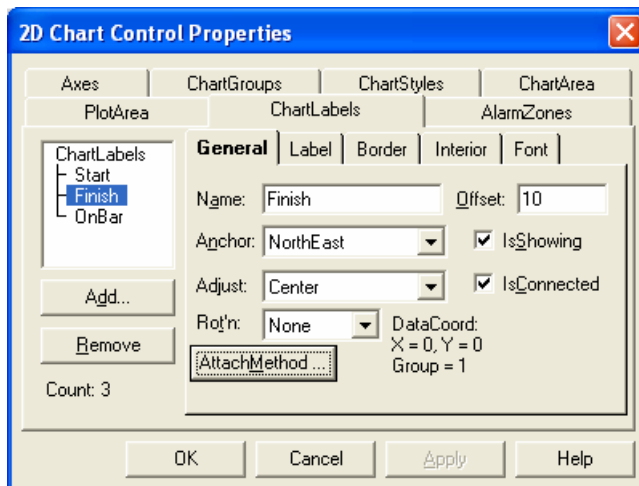 2D Chart Control Properties
Axes ChartGroups ChartStyles ChartArea
PlotArea ChartLabels AlarmZones
ChartLabels
Start
Finish
OnBar
Add...
Remove
Count: 3
General Label Border Interior Font
Name: Finish Offset: 10
Anchor: NorthEast IsShowing
Adjust: Center IsConnected
Rot'n: None DataCoord:
X = 0, Y = 0
AttachMethod ... Group = 1
OK Cancel Apply Help